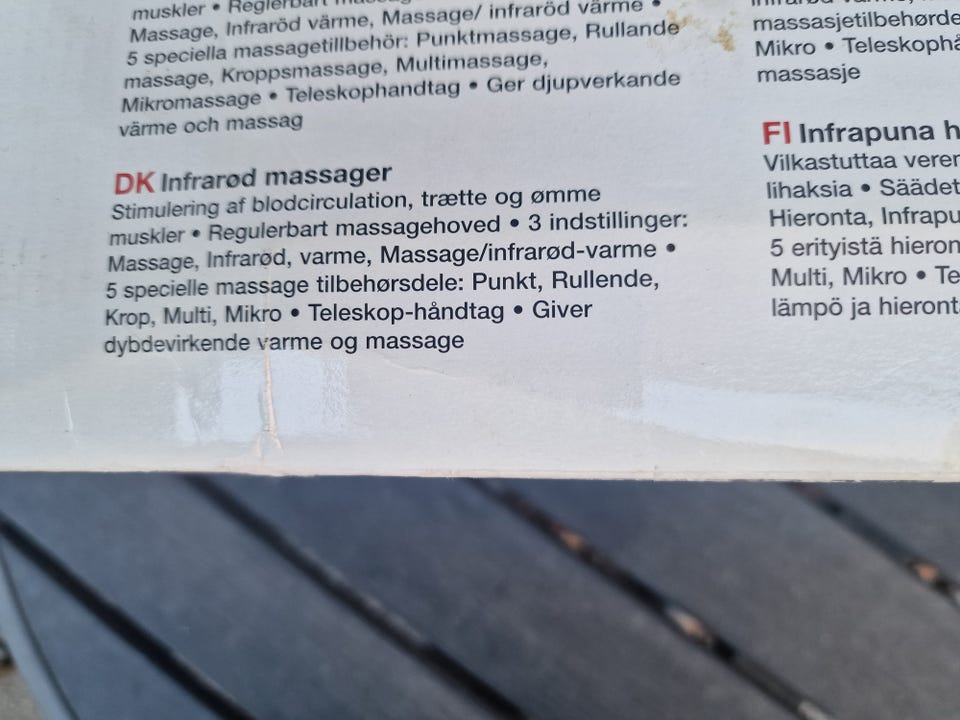 muskler • Reglerbart
Massage, Infraröd värme, Massage/ infraröd värme •
5 speciella massagetillbehör: Punktmassage, Rullande
massage, Kroppsmassage, Multimassage,
Mikromassage • Teleskophandtag • Ger djupverkande
värme och massag
DK Infrarød massager
Stimulering af blodcirculation, trætte og ømme
muskler • Regulerbart massagehoved • 3 indstillinger:
Massage, Infrarød, varme, Massage/infrarød-varme •
5 specielle massage tilbehørsdele: Punkt, Rullende,
Krop, Multi, Mikro • Teleskop-håndtag • Giver
dybdevirkende varme og massage
massasjetilbehørde
Mikro • Teleskophå
massasje
FI Infrapuna h
Vilkastuttaa veren
lihaksia • Säädet
Hieronta, Infrapu
5 erityistä hieron
Multi, Mikro • Te
lämpö ja hieront